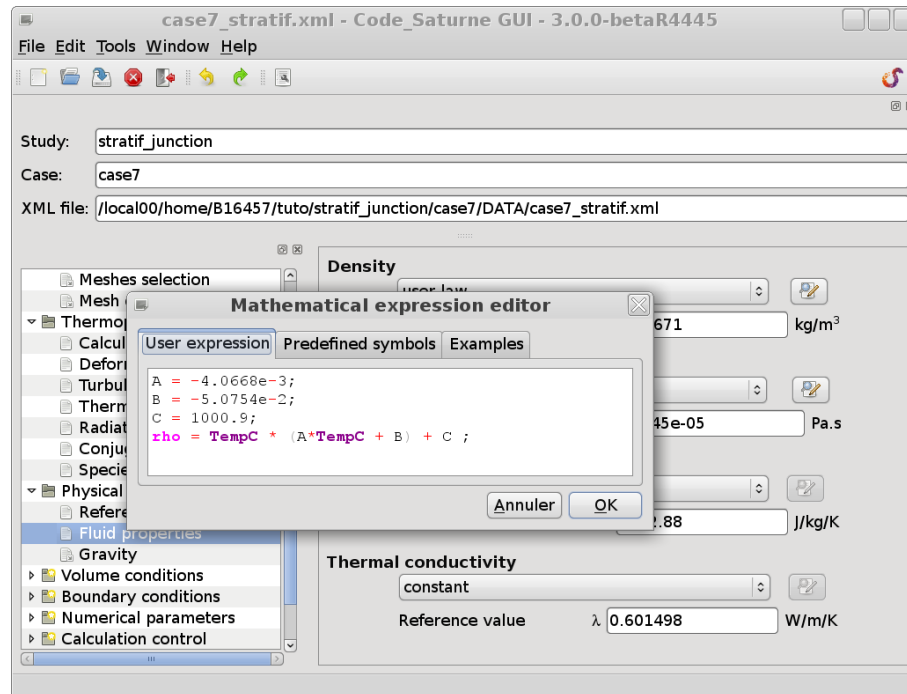 case7_stratif.xml - Code_Saturne GUI - 3.0.0-betaR4445
File Edit Tools Window Help
Study: stratif_junction
Case: case7
XML file: /local00/home/B16457/tuto/stratif_junction/case7/DATA/case7_stratif.xml
Meshes selection
Mesh
Thermop
Calcul
Deforn
Turbul
Therm
Radiat
Conju
Specie
Physical
Refere
Fluid properties
Gravity
Volume conditions
Boundary conditions
Numerical parameters
Calculation control
Density
user law
671 kg/m³
45e-05 Pa.s
2.88 J/kg/K
Thermal conductivity
constant
Reference value λ 0.601498 W/m/K
Mathematical expression editor
User expression Predefined symbols Examples
A = -4.0668e-3;
B = -5.0754e-2;
C = 1000.9;
rho = TempC * (A*TempC + B) + C ;
Annuler OK